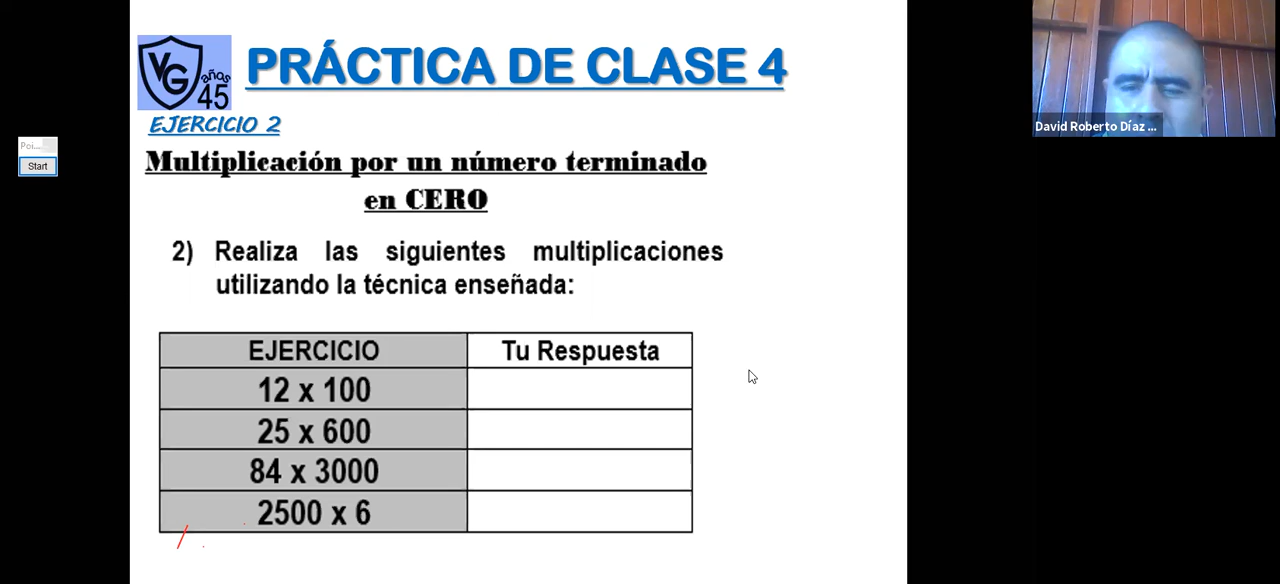 VG
años
45
PRÁCTICA DE CLASE 4
EJERCICIO 2
Multiplicación por un número terminado
en CERO
2) Realiza las siguientes multiplicaciones
utilizando la técnica enseñada:
EJERCICIO Tu Respuesta
12 x 100
25 x 600
84 x 3000
2500 x 6
Poi...
Start
David Roberto Díaz ...